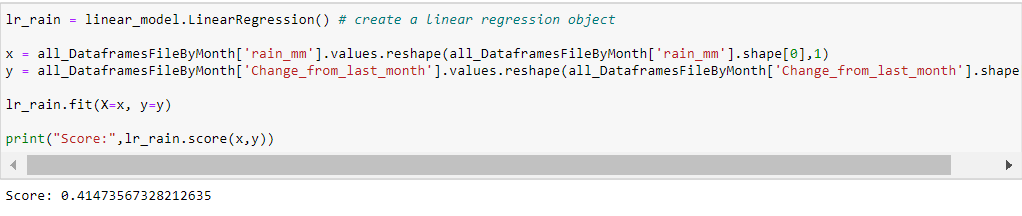 lr_rain = linear_model.LinearRegression() # create a linear regression object
x = all_DataframesFileByMonth['rain_mm'].values.reshape(all_DataframesFileByMonth['rain_mm'].shape[0],1)
y = all_DataframesFileByMonth['Change_from_last_month'].values.reshape(all_DataframesFileByMonth['Change_from_last_month'].shape
lr_rain.fit(X=x, y=y)
print("Score:",lr_rain.score(x,y))
Score: 0.41473567328212635